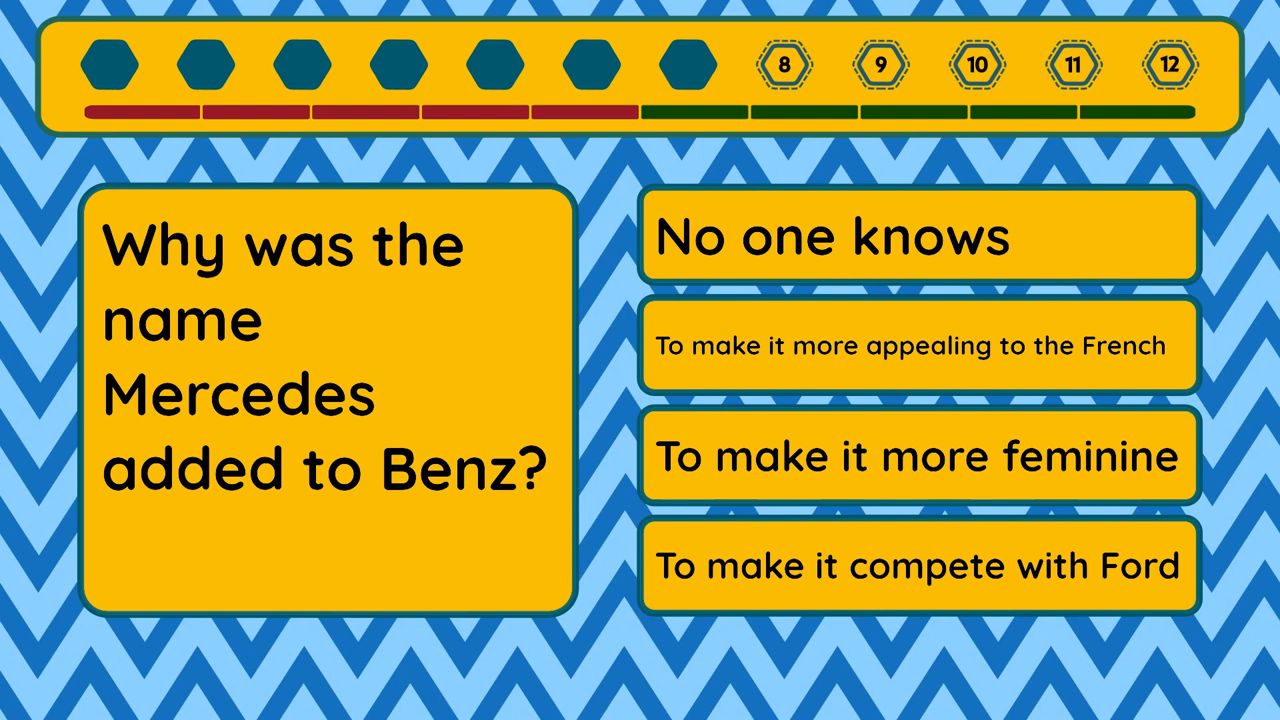 8 9 10 11 12
Why was the
name
Mercedes
added to Benz?
No one knows
To make it more appealing to the French
To make it more feminine
To make it compete with Ford